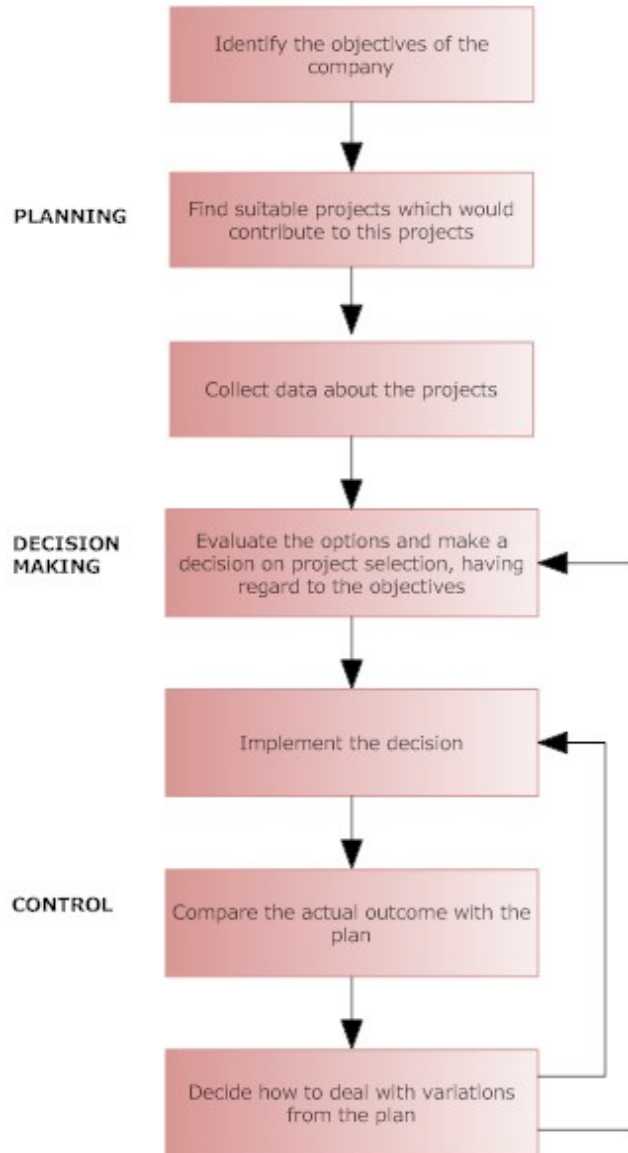 Identify the objectives of the
company
PLANNING
Find suitable projects which would
contribute to this projects
Collect data about the projects
DECISION
MAKING
Evaluate the options and make a
decision on project selection, having
regard to the objectives
Implement the decision
CONTROL
Compare the actual outcome with the
plan
Decide how to deal with variations
from the plan